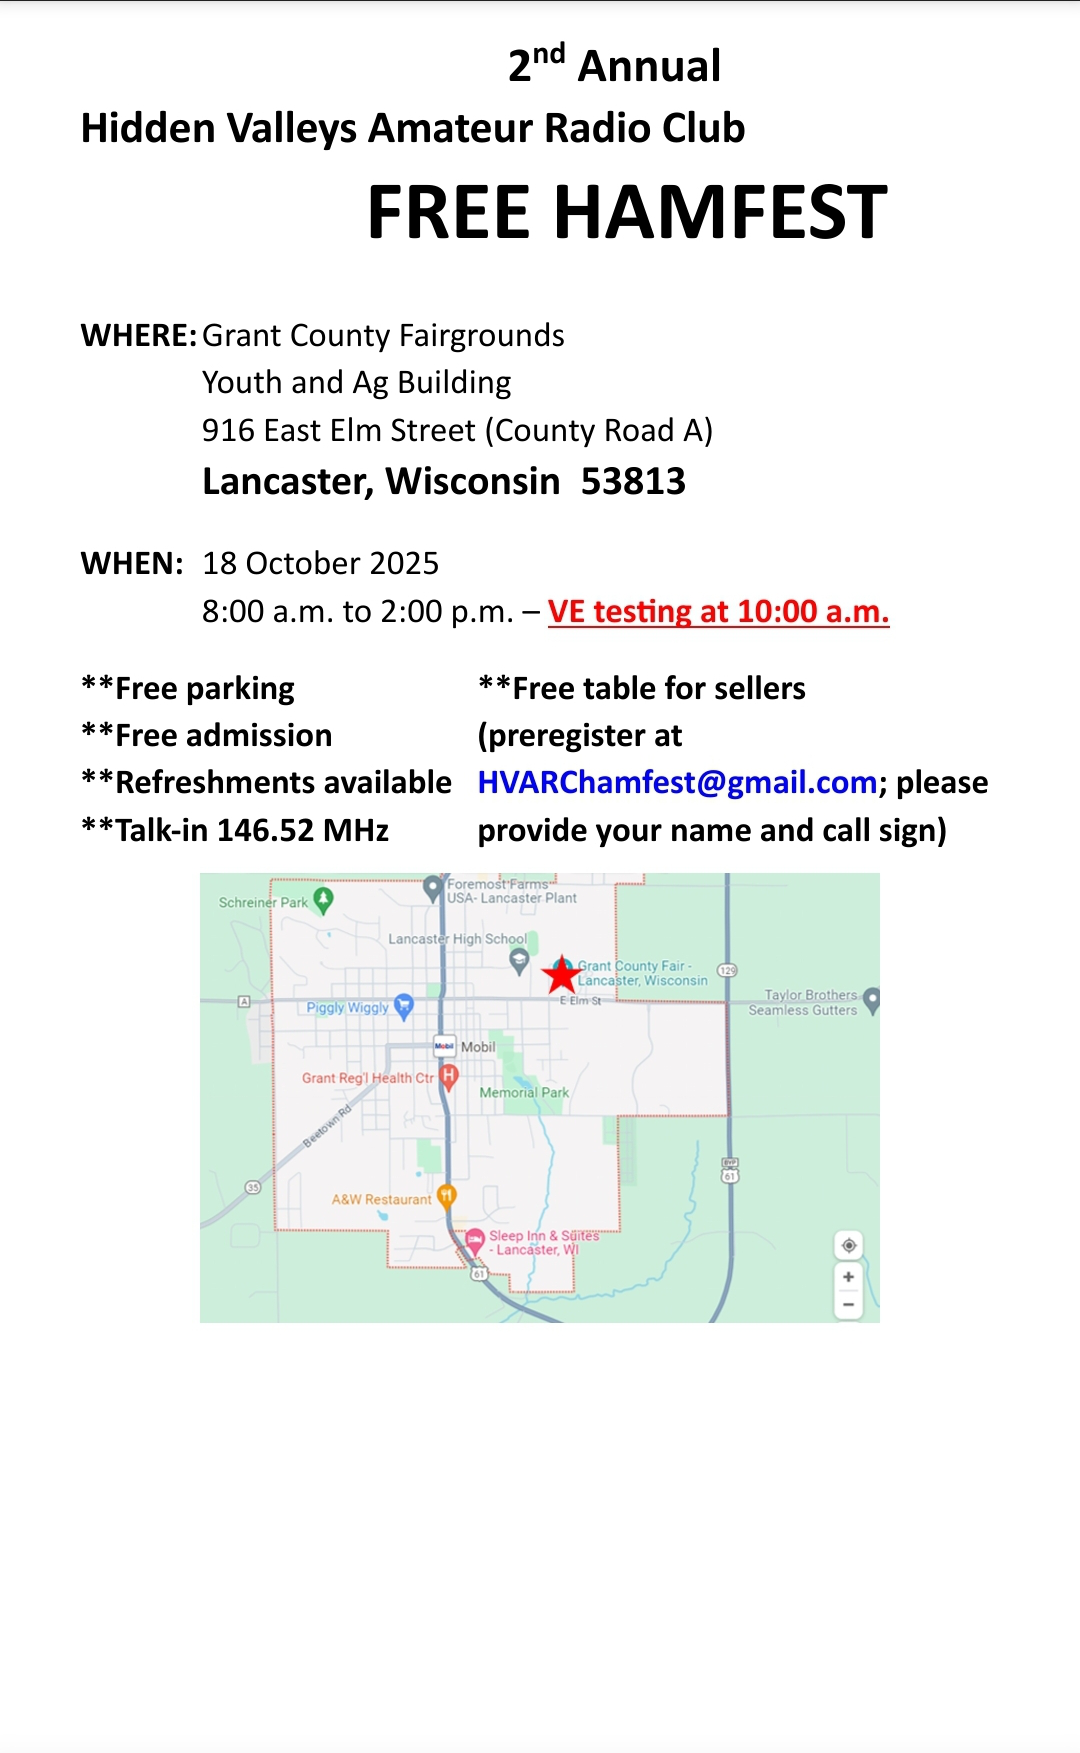 2nd Annual
Hidden Valleys Amateur Radio Club
FREE HAMFEST
WHERE: Grant County Fairgrounds
Youth and Ag Building
916 East Elm Street (County Road A)
Lancaster, Wisconsin 53813
WHEN: 18 October 2025
8:00 a.m. to 2:00 p.m. – VE testing at 10:00 a.m.
**Free parking
**Free admission
**Refreshments available
**Talk-in 146.52 MHz
**Free table for sellers
(preregister at
HVARChamfest@gmail.com; please
provide your name and call sign)
Foremost Farms
USA- Lancaster Plant
Schreiner Park
Lancaster High School
Grant County Fair -
Lancaster, Wisconsin
129
A
E Elm St
Piggly Wiggly
Taylor Brothers
Seamless Gutters
Mobil Mobil
Grant Reg'l Health Ctr H
Memorial Park
Beetown Rd
BYP
61
35
A&W Restaurant
Sleep Inn & Suites
- Lancaster, WI
61
+
−